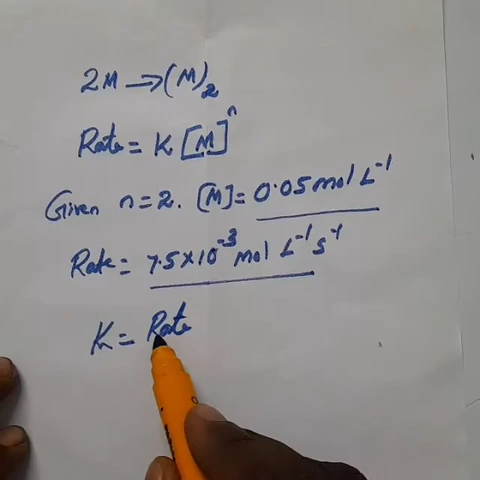 2M → (M)₂
Rate = K [M]ⁿ
Given n = 2. [M] = 0.05 mol L⁻¹
Rate = 7.5 × 10⁻³ mol L⁻¹ S⁻¹
K = Rate